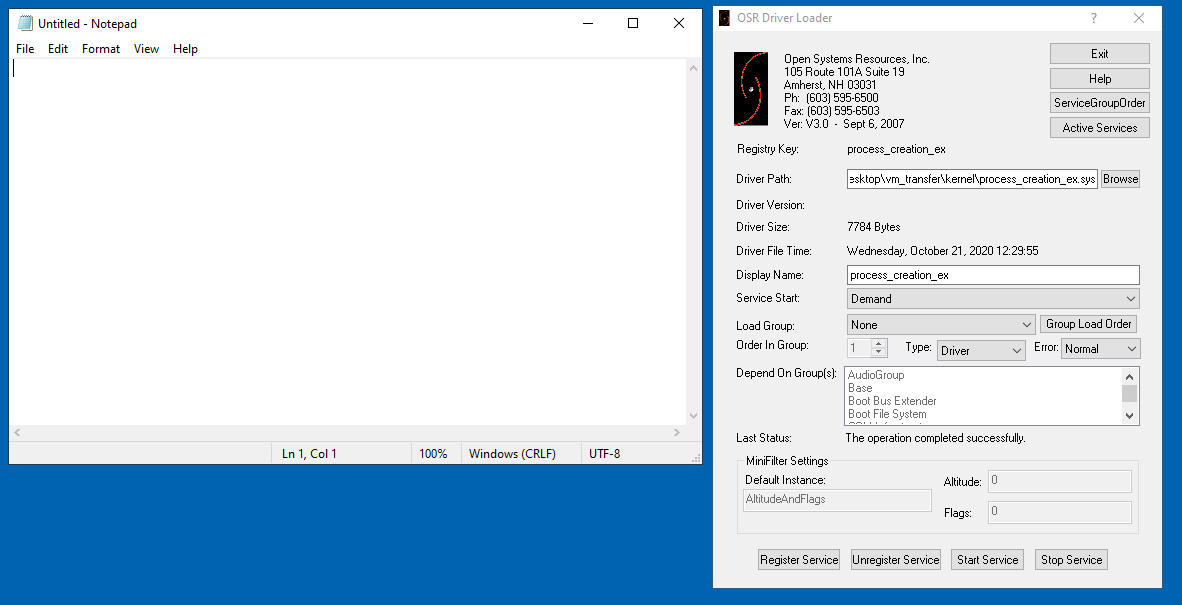 Untitled - Notepad
File Edit Format View Help
Ln 1, Col 1 100% Windows (CRLF) UTF-8
OSR Driver Loader
Open Systems Resources, Inc.
105 Route 101A Suite 19
Amherst, NH 03031
Ph: (603) 595-6500
Fax: (603) 595-6503
Ver: V3.0 - Sept 6, 2007
Exit
Help
ServiceGroupOrder
Active Services
Registry Key: process_creation_ex
Driver Path: esktop\vm_transfer\kernel\process_creation_ex.sys Browse
Driver Version:
Driver Size: 7784 Bytes
Driver File Time: Wednesday, October 21, 2020 12:29:55
Display Name: process_creation_ex
Service Start: Demand
Load Group: None Group Load Order
Order In Group: 1 Type: Driver Error: Normal
Depend On Group(s): AudioGroup
Base
Boot Bus Extender
Boot File System
Last Status: The operation completed successfully.
MiniFilter Settings
Default Instance: Altitude: 0
AltitudeAndFlags
Flags: 0
Register Service Unregister Service Start Service Stop Service